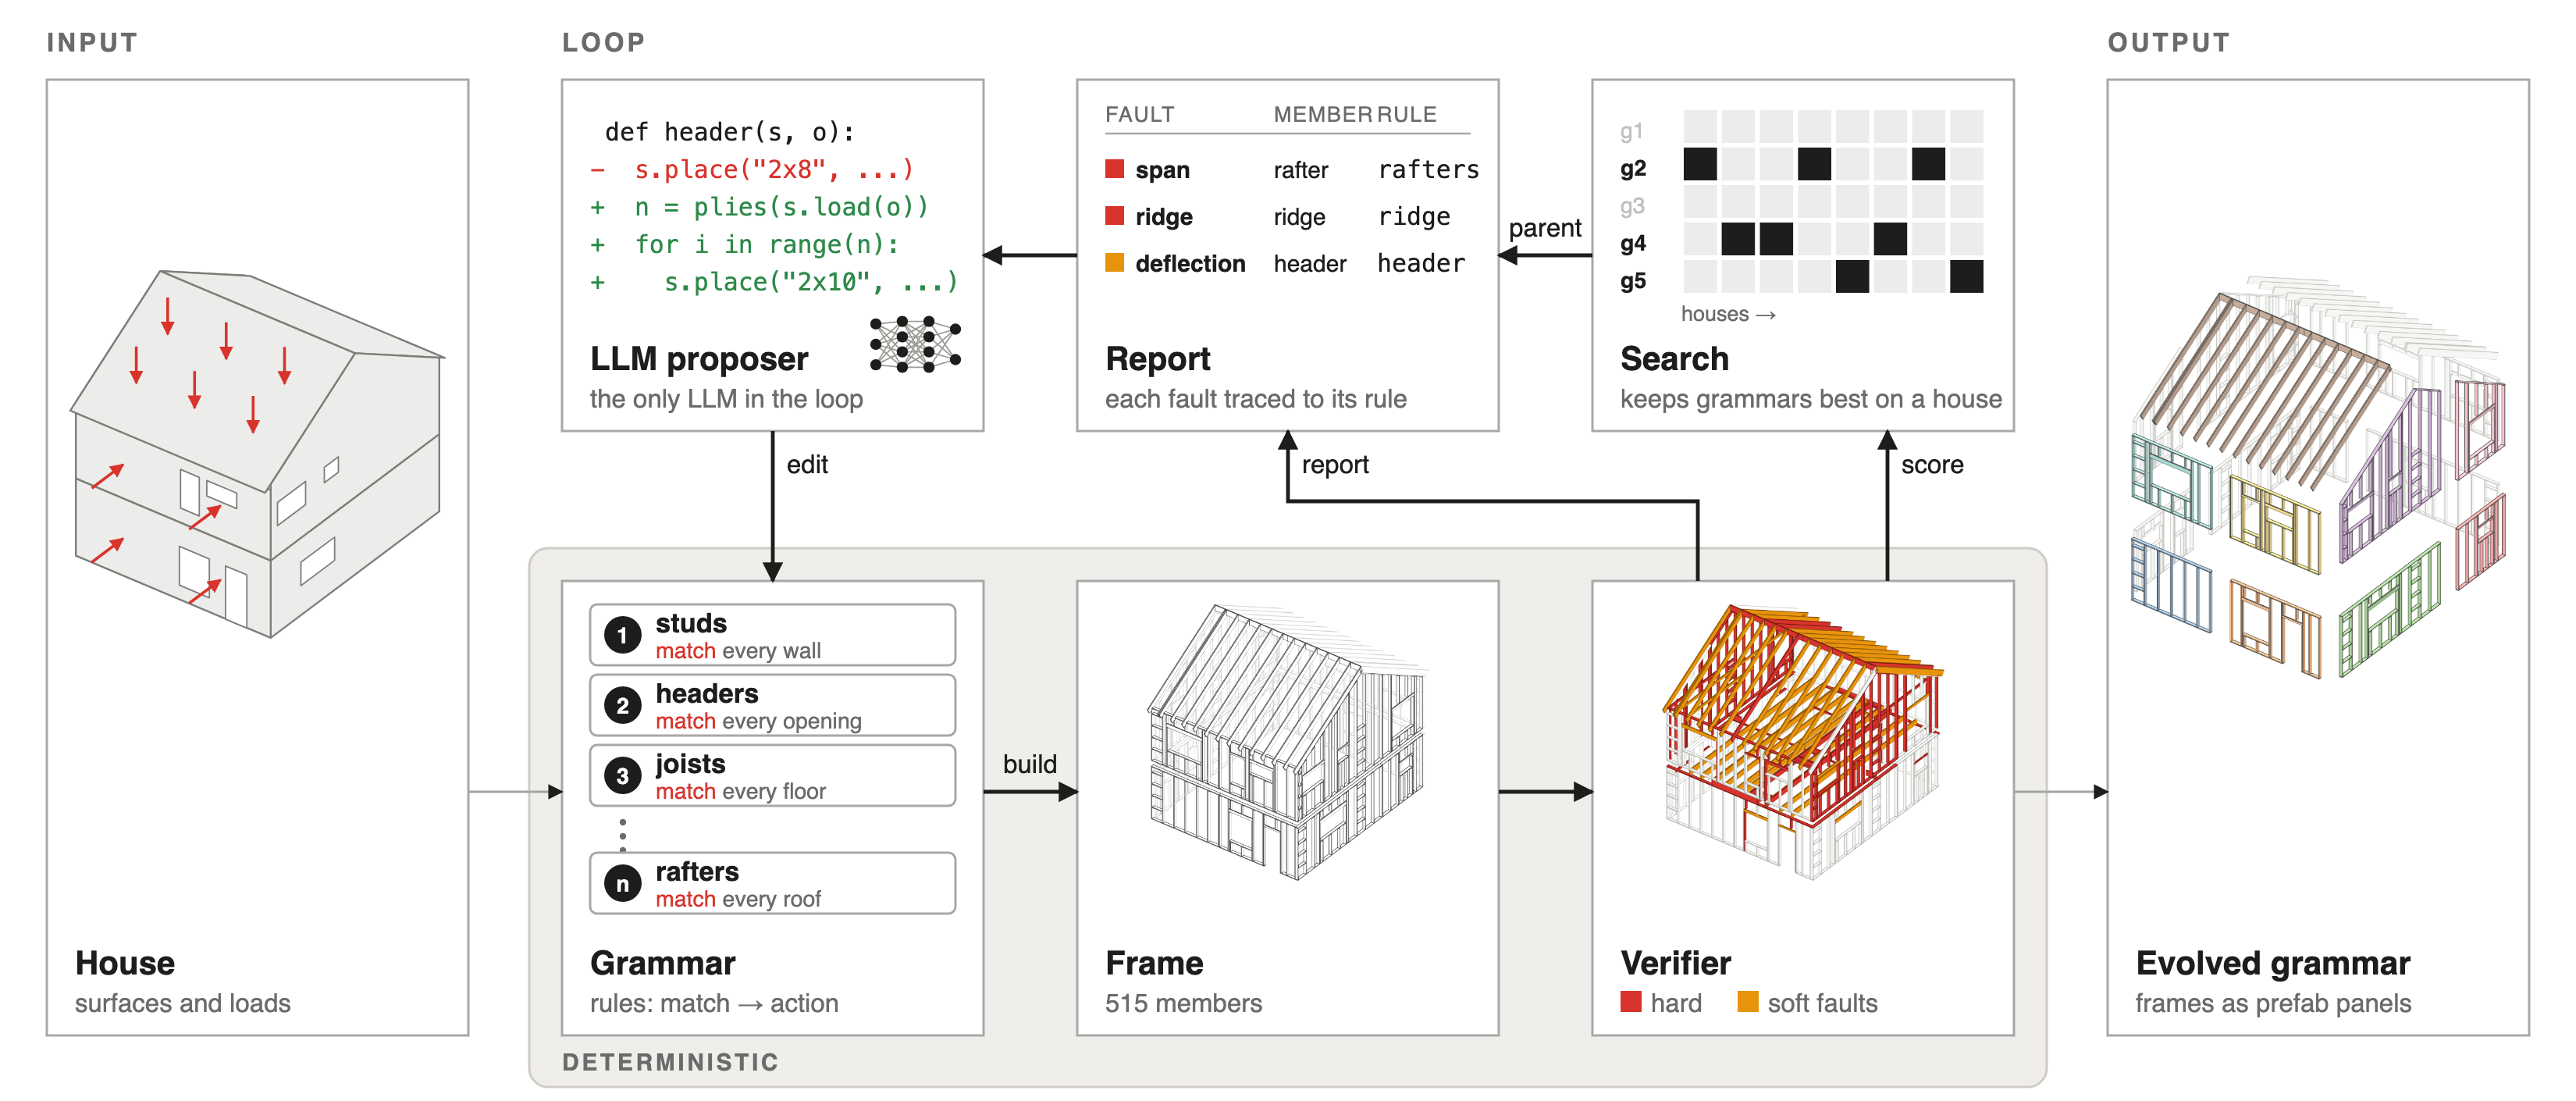 INPUT
LOOP
OUTPUT
def header(s, o):
− s.place("2x8", ...)
+ n = plies(s.load(o))
+ for i in range(n):
+ s.place("2x10", ...)
LLM proposer
the only LLM in the loop
FAULT MEMBER RULE
span rafter rafters
ridge ridge ridge
deflection header header
Report
each fault traced to its rule
parent
g1
g2
g3
g4
g5
houses →
Search
keeps grammars best on a house
edit
report
score
House
surfaces and loads
1 studs
match every wall
2 headers
match every opening
3 joists
match every floor
n rafters
match every roof
Grammar
rules: match → action
build
Frame
515 members
Verifier
hard soft faults
DETERMINISTIC
Evolved grammar
frames as prefab panels